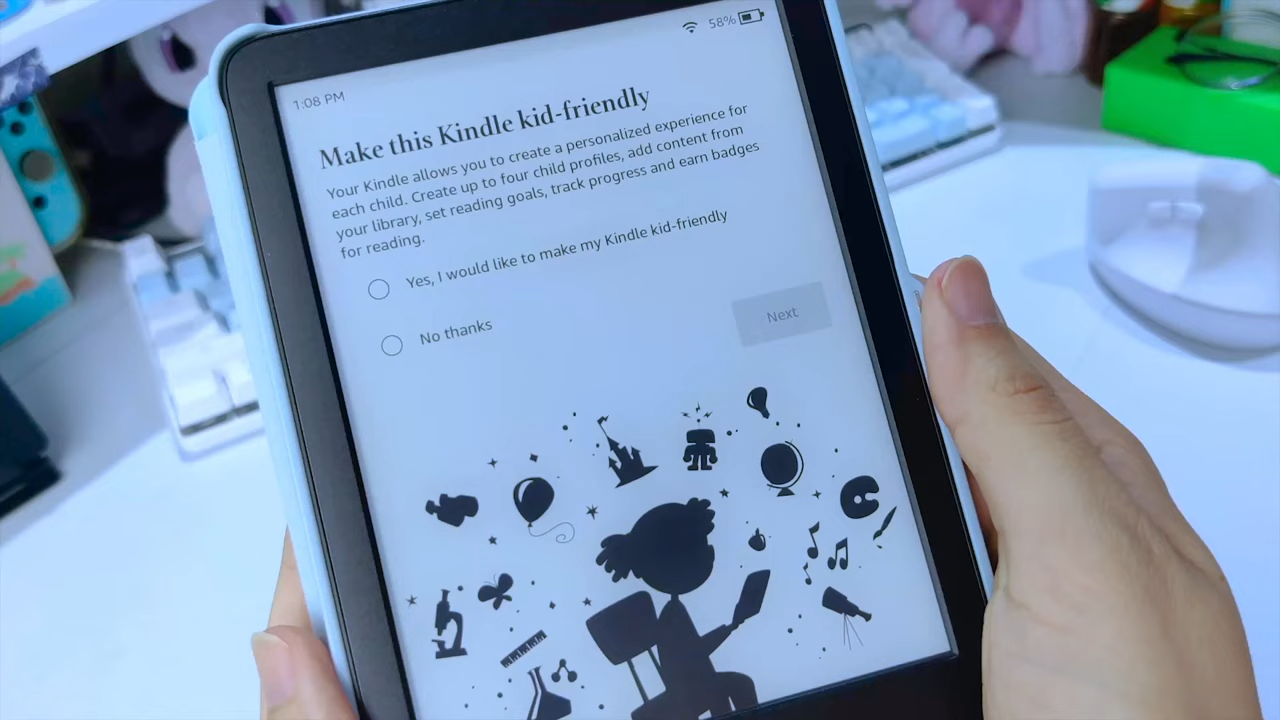 58%
1:08 PM
Make this Kindle kid-friendly
Your Kindle allows you to create a personalized experience for
each child. Create up to four child profiles, add content from
your library, set reading goals, track progress and earn badges
for reading.
Yes, I would like to make my Kindle kid-friendly
No thanks
Next